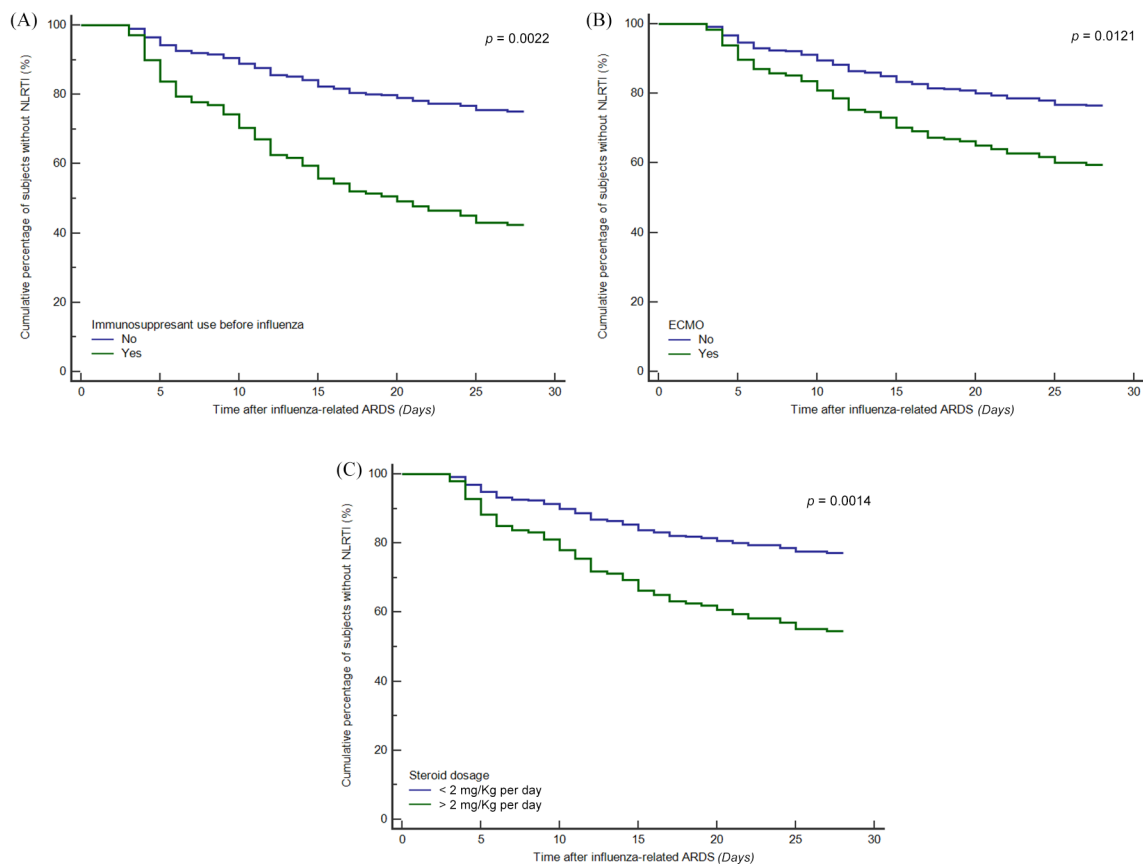 (A)
p = 0.0022
Cumulative percentage of subjects without NLRTI (%)
100
80
60
40
20
0
Immunosuppresant use before influenza
No
Yes
0 5 10 15 20 25 30
Time after influenza-related ARDS (Days)
(B)
p = 0.0121
Cumulative percentage of subjects without NLRTI (%)
100
80
60
40
20
0
ECMO
No
Yes
0 5 10 15 20 25 30
Time after influenza-related ARDS (Days)
(C)
p = 0.0014
Cumulative percentage of subjects without NLRTI (%)
100
80
60
40
20
0
Steroid dosage
< 2 mg/Kg per day
> 2 mg/Kg per day
0 5 10 15 20 25 30
Time after influenza-related ARDS (Days)